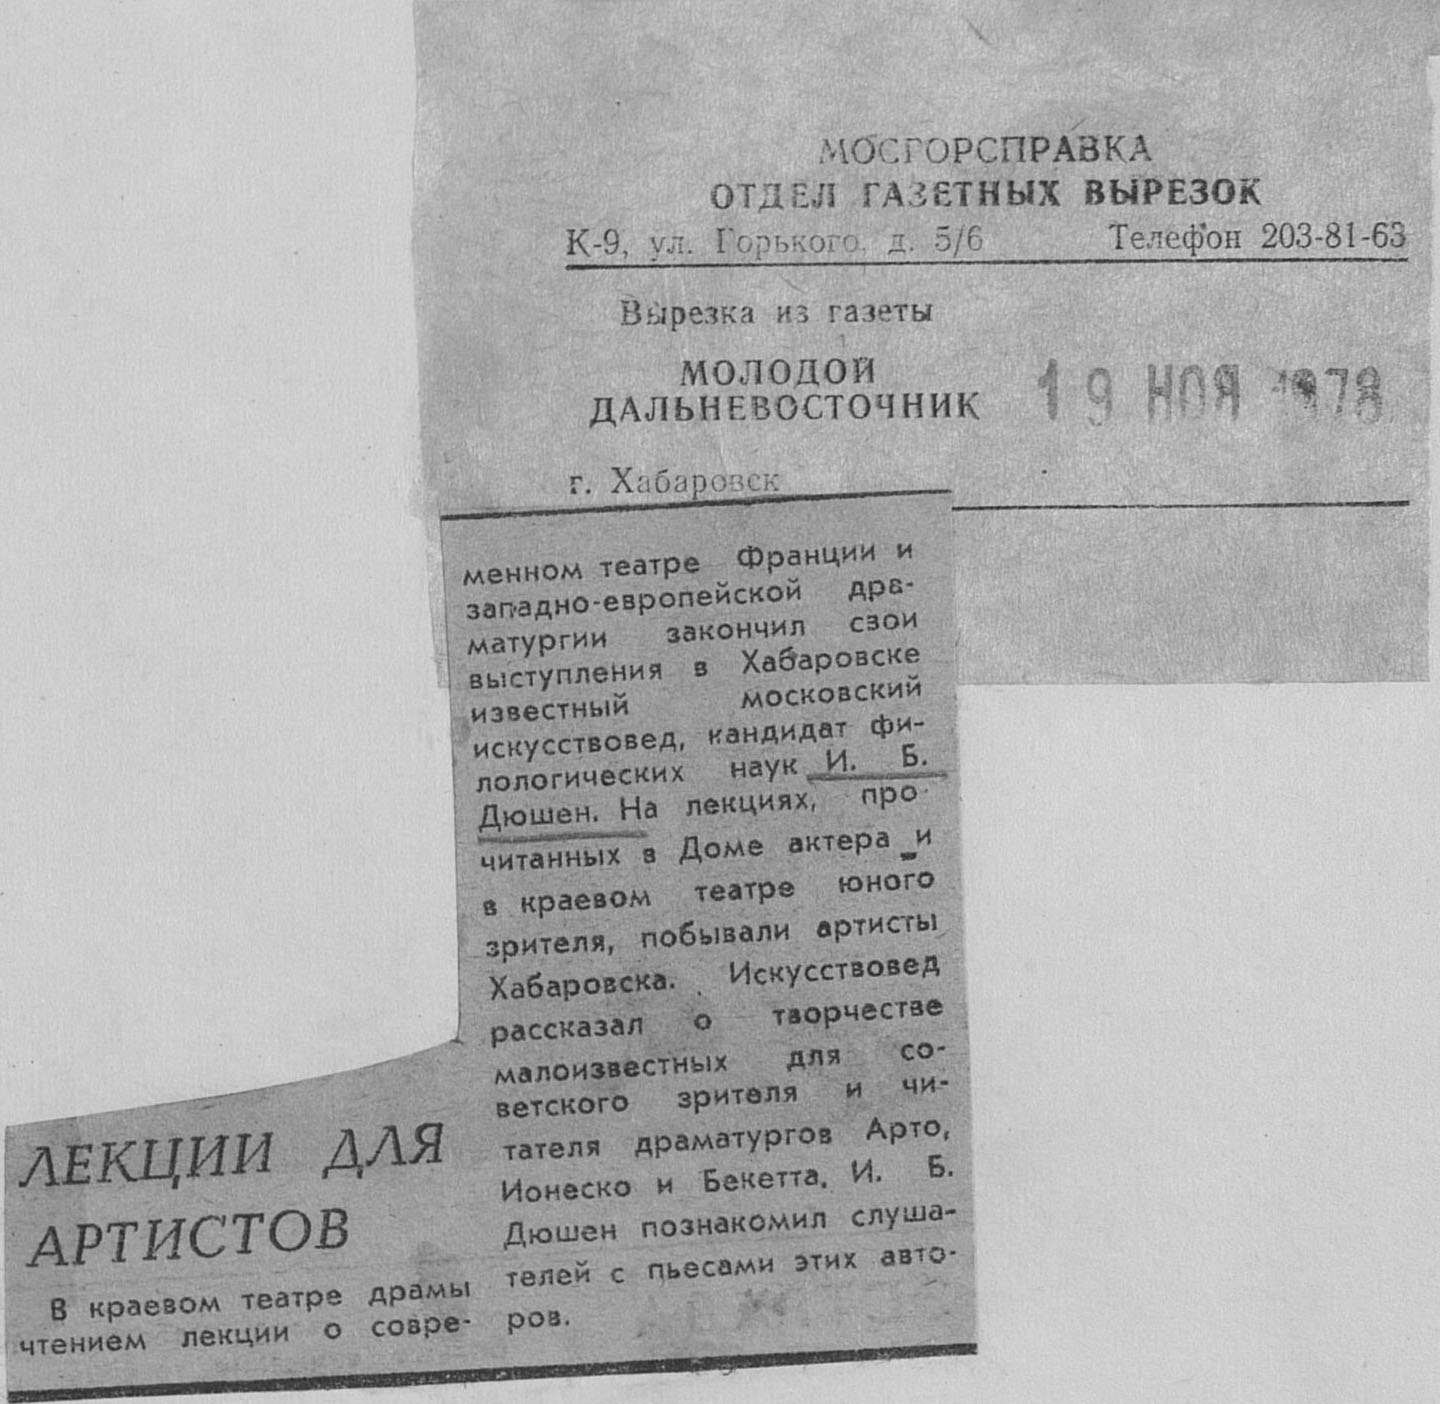 МОСГОРСПРАВКА
ОТДЕЛ ГАЗЕТНЫХ ВЫРЕЗОК
К-9, ул. Горького, д. 5/6 Телефон 203-81-63
Вырезка из газеты
МОЛОДОЙ
ДАЛЬНЕВОСТОЧНИК
19 НОЯ 1978
г. Хабаровск
ЛЕКЦИИ ДЛЯ
АРТИСТОВ
В краевом театре драмы
чтением лекции о совре-
менном театре Франции и
западно-европейской дра-
матургии закончил свои
выступления в Хабаровске
известный московский
искусствовед, кандидат фи-
лологических наук И. Б.
Дюшен. На лекциях, про-
читанных в Доме актера и
в краевом театре юного
зрителя, побывали артисты
Хабаровска. Искусствовед
рассказал о творчестве
малоизвестных для со-
ветского зрителя и чи-
тателя драматургов Арто,
Ионеско и Бекетта. И. Б.
Дюшен познакомил слуша-
телей с пьесами этих авто-
ров.